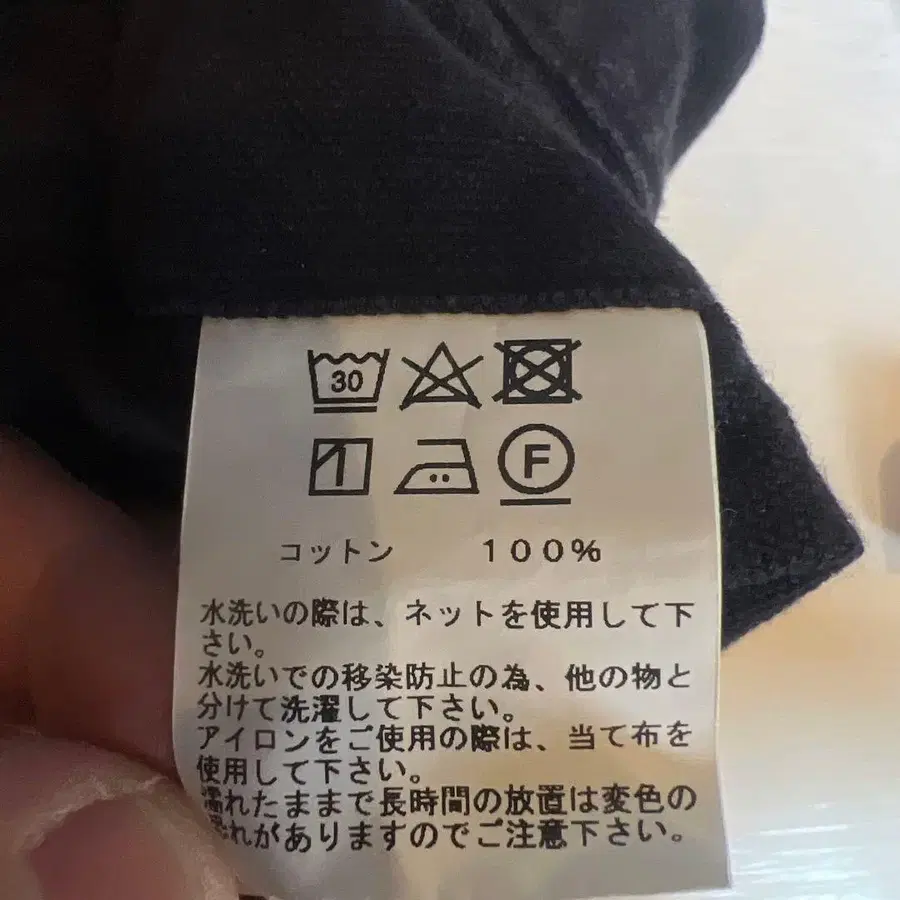 30
F
コットン 100%
水洗いの際は、ネットを使用して下
さい。
水洗いでの移染防止の為、他の物と
分けて洗濯して下さい。
アイロンをご使用の際は、当て布を
使用して下さい。
濡れたままで長時間の放置は変色の
恐れがありますのでご注意下さい。